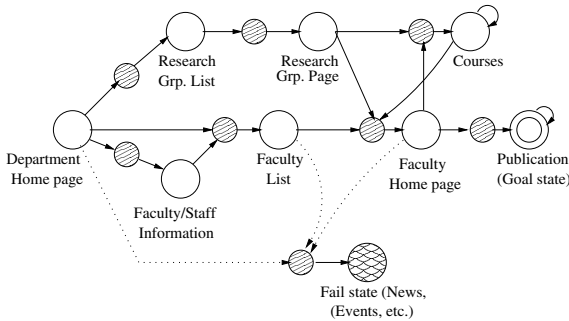 Research
Grp. List
Research
Grp. Page
Courses
Department
Home page
Faculty
List
Faculty
Home page
Publication
(Goal state)
Faculty/Staff
Information
Fail state (News,
(Events, etc.)